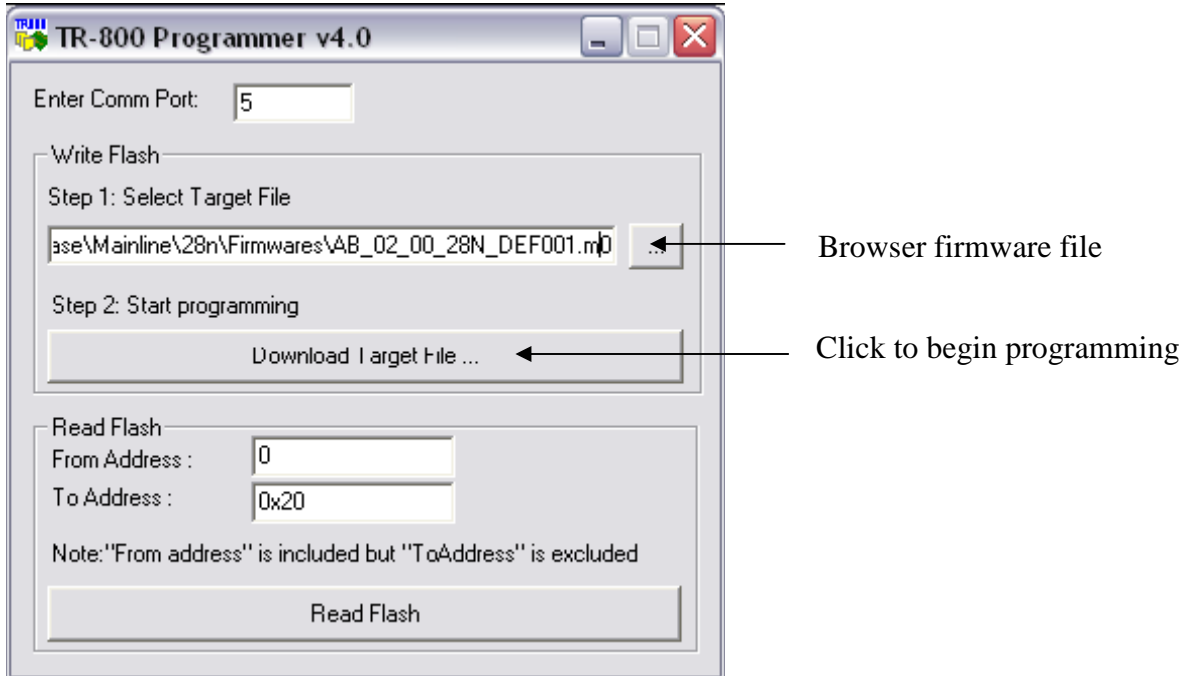 TR-800 Programmer v4.0
Enter Comm Port: 5
Write Flash
Step 1: Select Target File
ase\Mainline\28n\Firmwares\AB_02_00_28N_DEF001.m0 ...
Browser firmware file
Step 2: Start programming
Download Target File ...
Click to begin programming
Read Flash
From Address : 0
To Address : 0x20
Note:"From address" is included but "ToAddress" is excluded
Read Flash